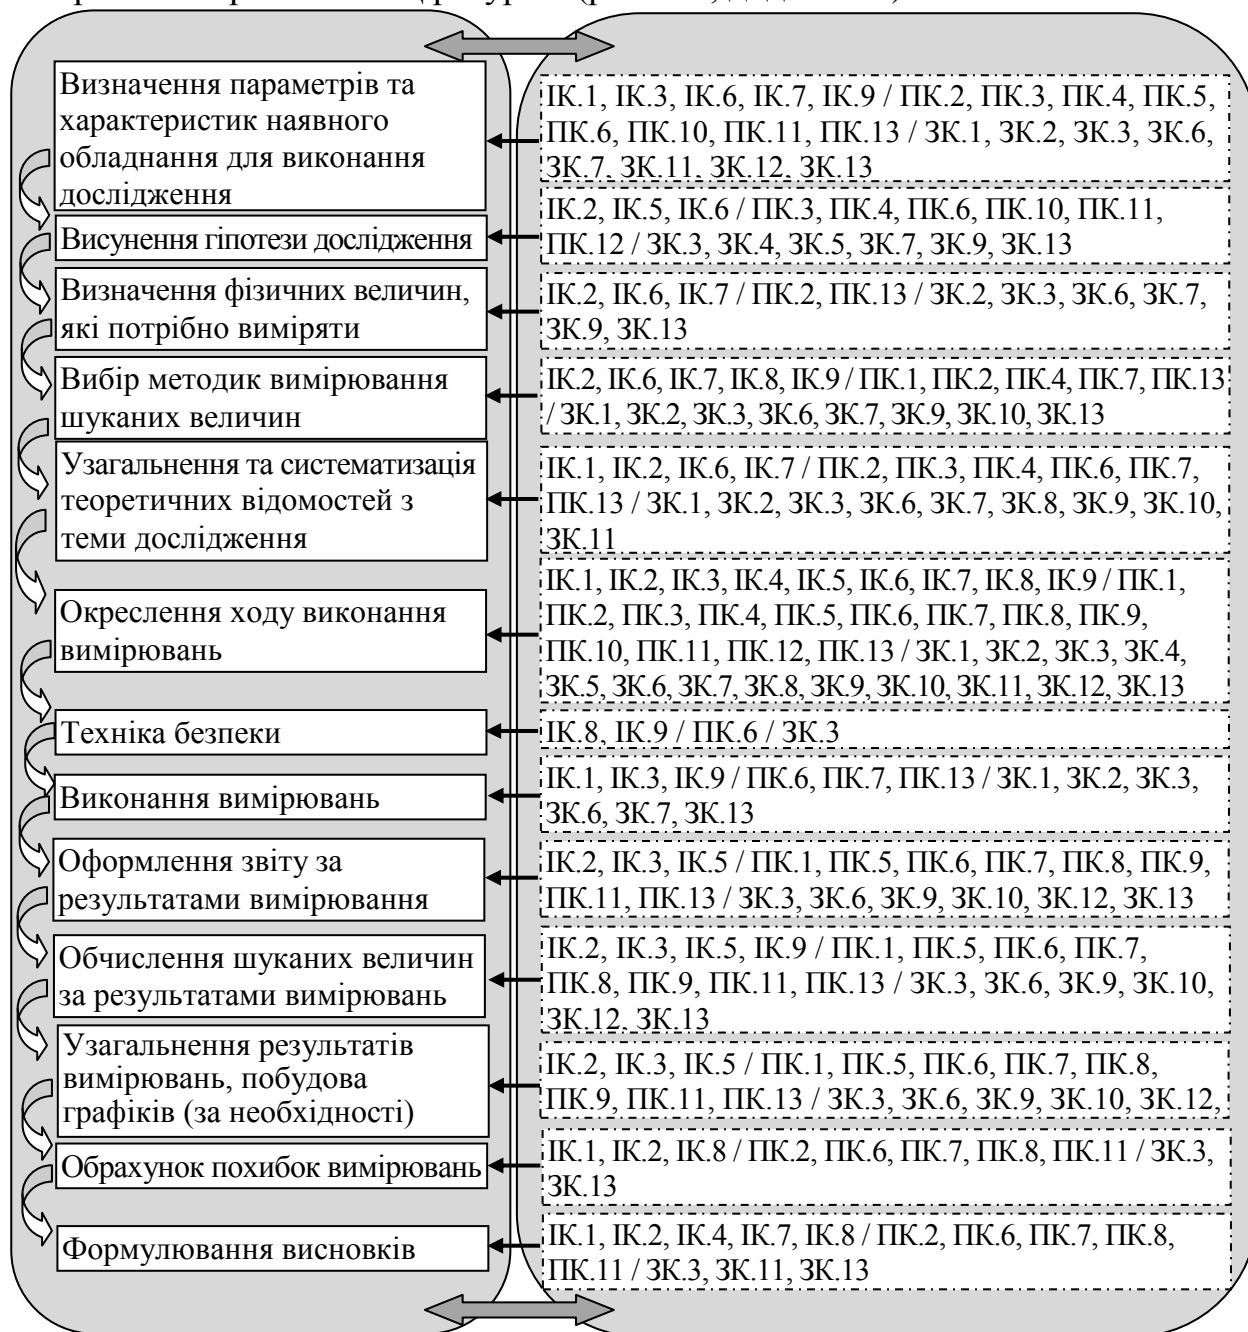 Визначення параметрів та
характеристик наявного
обладнання для виконання
дослідження
ІК.1, ІК.3, ІК.6, ІК.7, ІК.9 / ПК.2, ПК.3, ПК.4, ПК.5,
ПК.6, ПК.10, ПК.11, ПК.13 / ЗК.1, ЗК.2, ЗК.3, ЗК.6,
ЗК.7, ЗК.11, ЗК.12, ЗК.13
Висунення гіпотези дослідження
ІК.2, ІК.5, ІК.6 / ПК.3, ПК.4, ПК.6, ПК.10, ПК.11,
ПК.12 / ЗК.3, ЗК.4, ЗК.5, ЗК.7, ЗК.9, ЗК.13
Визначення фізичних величин,
які потрібно виміряти
ІК.2, ІК.6, ІК.7 / ПК.2, ПК.13 / ЗК.2, ЗК.3, ЗК.6, ЗК.7,
ЗК.9, ЗК.13
Вибір методик вимірювання
шуканих величин
ІК.2, ІК.6, ІК.7, ІК.8, ІК.9 / ПК.1, ПК.2, ПК.4, ПК.7, ПК.13
/ ЗК.1, ЗК.2, ЗК.3, ЗК.6, ЗК.7, ЗК.9, ЗК.10, ЗК.13
Узагальнення та систематизація
теоретичних відомостей з
теми дослідження
ІК.1, ІК.2, ІК.6, ІК.7 / ПК.2, ПК.3, ПК.4, ПК.6, ПК.7,
ПК.13 / ЗК.1, ЗК.2, ЗК.3, ЗК.6, ЗК.7, ЗК.8, ЗК.9, ЗК.10,
ЗК.11
Окреслення ходу виконання
вимірювань
ІК.1, ІК.2, ІК.3, ІК.4, ІК.5, ІК.6, ІК.7, ІК.8, ІК.9 / ПК.1,
ПК.2, ПК.3, ПК.4, ПК.5, ПК.6, ПК.7, ПК.8, ПК.9,
ПК.10, ПК.11, ПК.12, ПК.13 / ЗК.1, ЗК.2, ЗК.3, ЗК.4,
ЗК.5, ЗК.6, ЗК.7, ЗК.8, ЗК.9, ЗК.10, ЗК.11, ЗК.12, ЗК.13
Техніка безпеки
ІК.8, ІК.9 / ПК.6 / ЗК.3
Виконання вимірювань
ІК.1, ІК.3, ІК.9 / ПК.6, ПК.7, ПК.13 / ЗК.1, ЗК.2, ЗК.3,
ЗК.6, ЗК.7, ЗК.13
Оформлення звіту за
результатами вимірювання
ІК.2, ІК.3, ІК.5 / ПК.1, ПК.5, ПК.6, ПК.7, ПК.8, ПК.9,
ПК.11, ПК.13 / ЗК.3, ЗК.6, ЗК.9, ЗК.10, ЗК.12, ЗК.13
Обчислення шуканих величин
за результатами вимірювань
ІК.2, ІК.3, ІК.5, ІК.9 / ПК.1, ПК.5, ПК.6, ПК.7,
ПК.8, ПК.9, ПК.11, ПК.13 / ЗК.3, ЗК.6, ЗК.9, ЗК.10,
ЗК.12, ЗК.13
Узагальнення результатів
вимірювань, побудова
графіків (за необхідності)
ІК.2, ІК.3, ІК.5 / ПК.1, ПК.5, ПК.6, ПК.7, ПК.8,
ПК.9, ПК.11, ПК.13 / ЗК.3, ЗК.6, ЗК.9, ЗК.10, ЗК.12,
Обрахунок похибок вимірювань
ІК.1, ІК.2, ІК.8 / ПК.2, ПК.6, ПК.7, ПК.8, ПК.11 / ЗК.3,
ЗК.13
Формулювання висновків
ІК.1, ІК.2, ІК.4, ІК.7, ІК.8 / ПК.2, ПК.6, ПК.7, ПК.8,
ПК.11 / ЗК.3, ЗК.11, ЗК.13